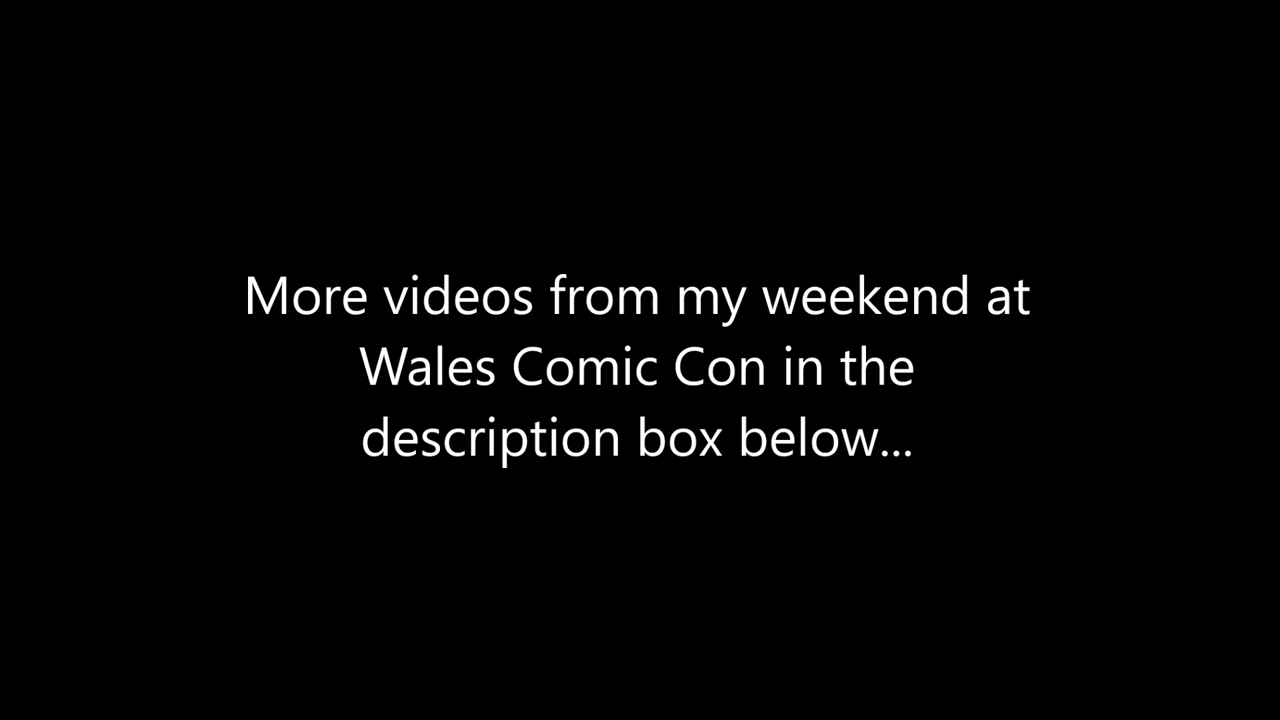 More videos from my weekend at
Wales Comic Con in the
description box below...